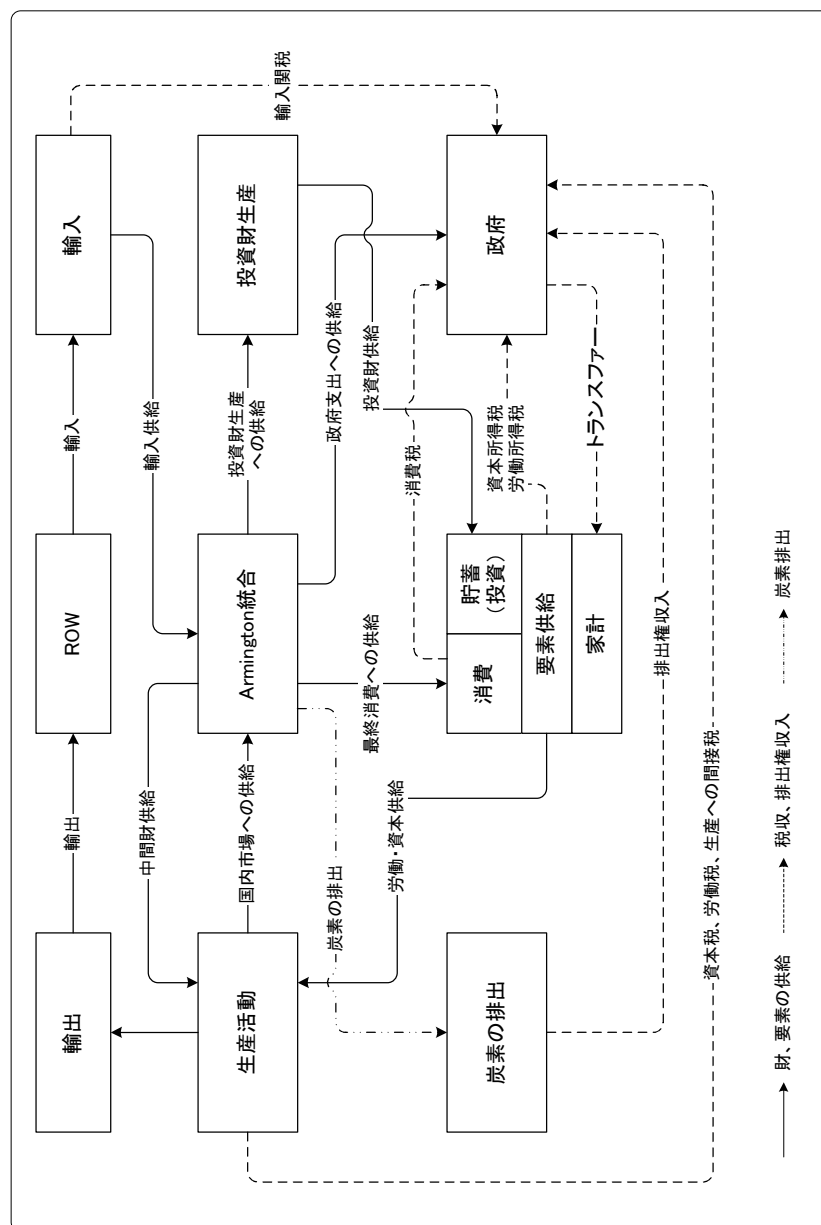 輸出
輸出
ROW
輸入
輸入
輸入関税
中間財供給
輸入供給
生産活動
国内市場への供給
Armington統合
投資財生産
への供給
投資財生産
炭素の排出
最終消費への供給
政府支出への供給
投資財供給
労働・資本供給
消費税
炭素の排出
消費
貯蓄
(投資)
要素供給
家計
資本所得税
労働所得税
トランスファー
政府
排出権収入
資本税、労働税、生産への間接税
財、要素の供給
税収、排出権収入
炭素排出